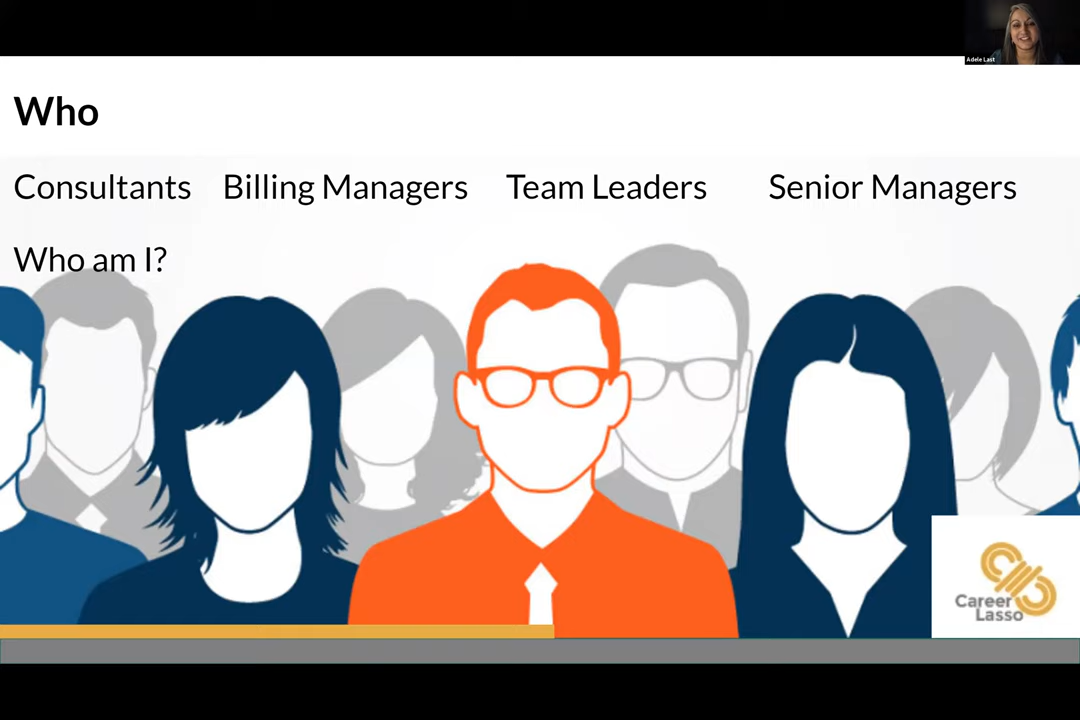 Adele Last
Who
Consultants Billing Managers Team Leaders Senior Managers
Who am I?
Career
Lasso